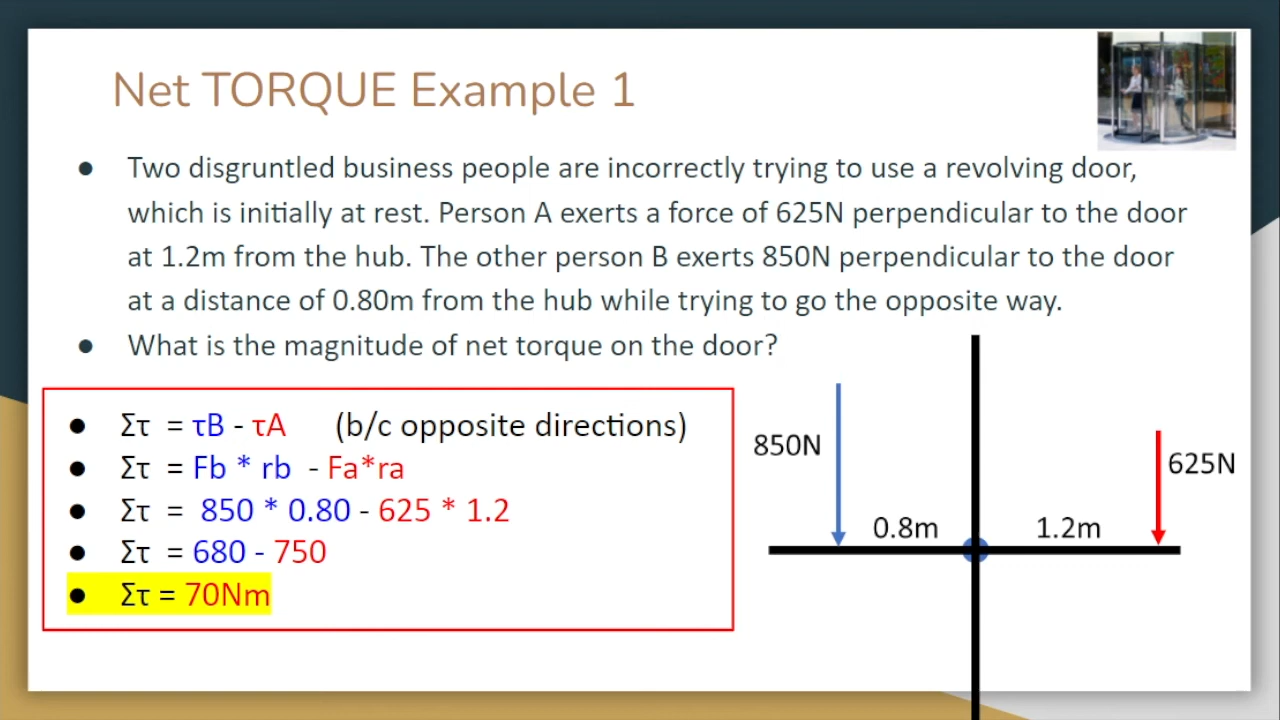 Net TORQUE Example 1
● Two disgruntled business people are incorrectly trying to use a revolving door,
which is initially at rest. Person A exerts a force of 625N perpendicular to the door
at 1.2m from the hub. The other person B exerts 850N perpendicular to the door
at a distance of 0.80m from the hub while trying to go the opposite way.
● What is the magnitude of net torque on the door?
● Στ = τB - τA (b/c opposite directions)
● Στ = Fb * rb - Fa*ra
● Στ = 850 * 0.80 - 625 * 1.2
● Στ = 680 - 750
● Στ = 70Nm
850N
625N
0.8m
1.2m